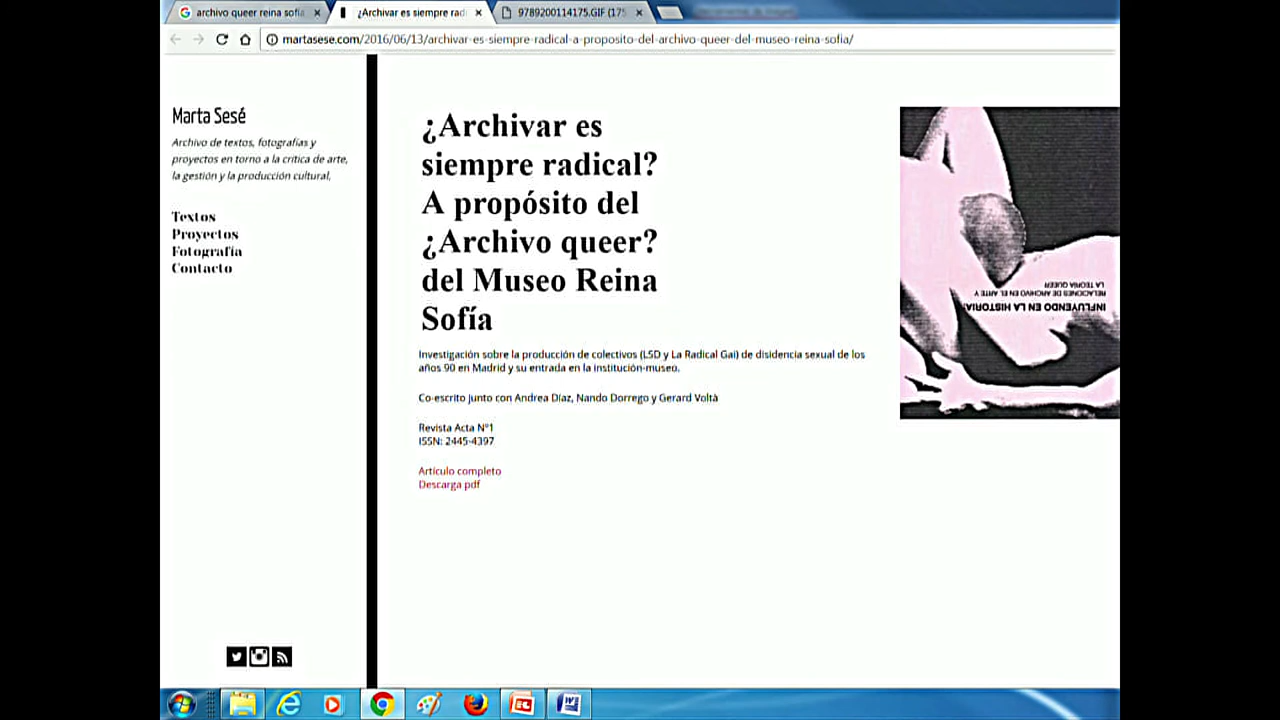 archivo queer reina sofia
¿Archivar es siempre rad
9789200114175.GIF (175
martasese.com/2016/06/13/archivar-es-siempre-radical-a-proposito-del-archivo-queer-del-museo-reina-sofia/
Marta Sesé
Archivo de textos, fotografías y
proyectos en torno a la crítica de arte,
la gestión y la producción cultural,
Textos
Proyectos
Fotografía
Contacto
¿Archivar es
siempre radical?
A propósito del
¿Archivo queer?
del Museo Reina
Sofía
Investigación sobre la producción de colectivos (LSD y La Radical Gai) de disidencia sexual de los
años 90 en Madrid y su entrada en la institución-museo.
Co-escrito junto con Andrea Díaz, Nando Dorrego y Gerard Voltà
Revista Acta Nº1
ISSN: 2445-4397
Artículo completo
Descarga pdf
INFLUYENDO EN LA HISTORIA:
RELACIONES DE ARCHIVO EN EL ARTE Y
LA TEORÍA QUEER